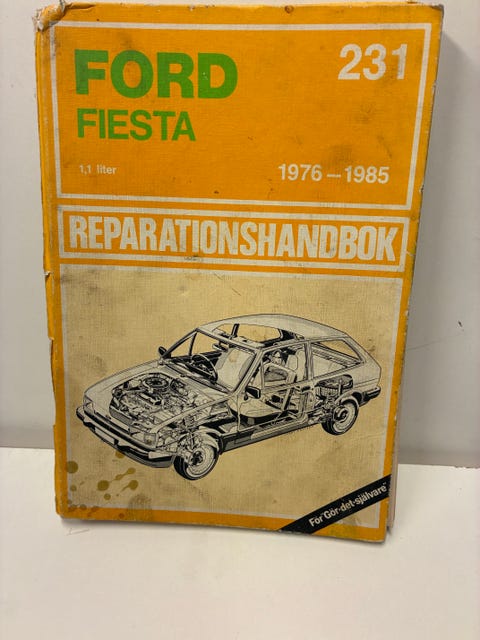 FORD
231
FIESTA
1,1 liter
1976–1985
REPARATIONSHANDBOK
För "Gör-det-självare"